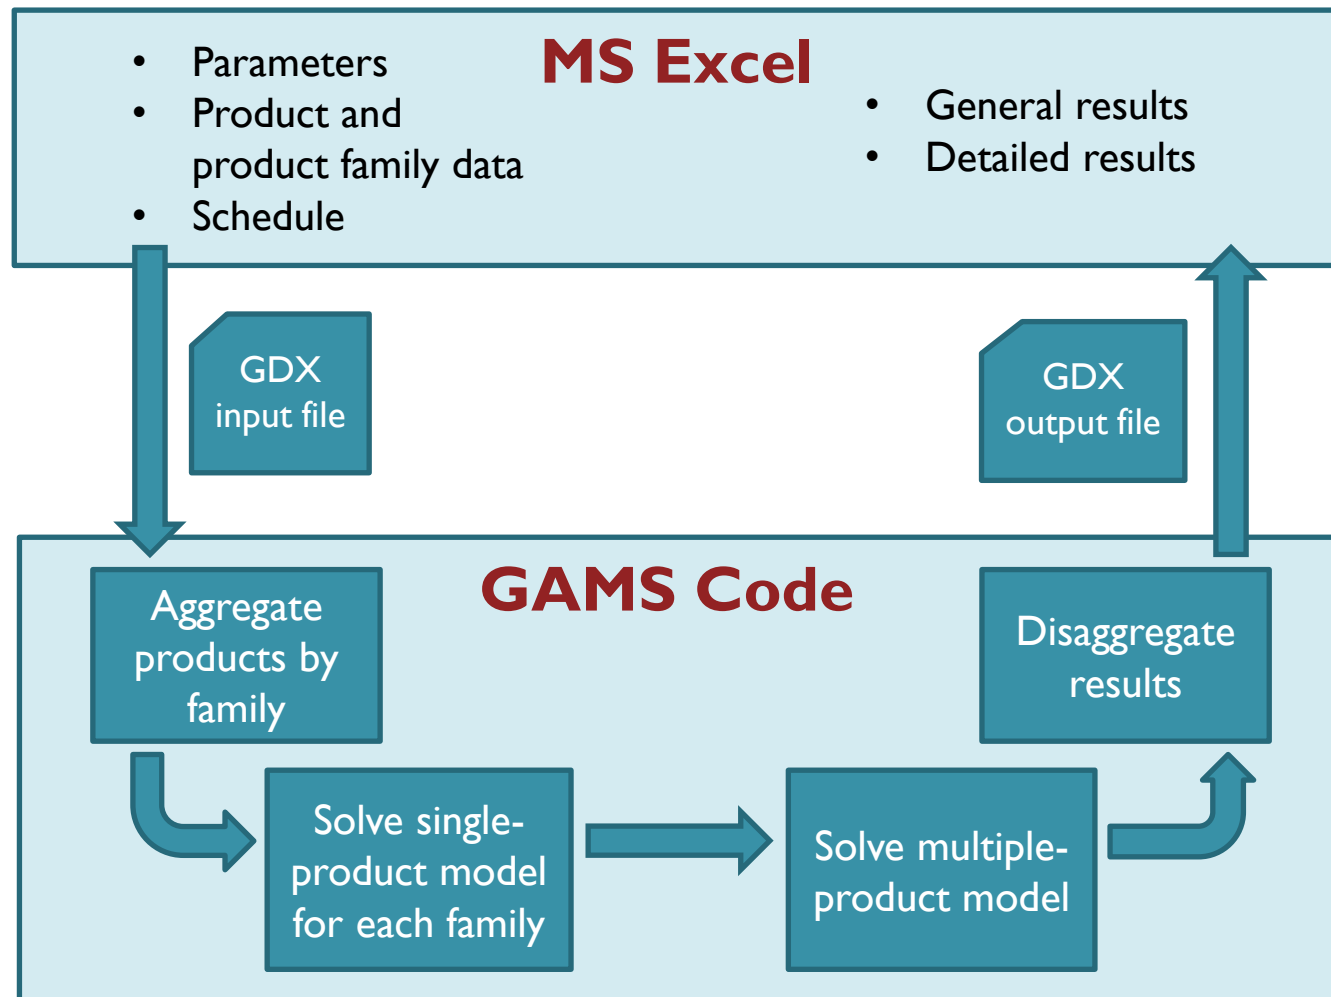 MS Excel
• Parameters
• Product and
product family data
• Schedule
• General results
• Detailed results
GDX
input file
GDX
output file
GAMS Code
Aggregate
products by
family
Solve single-
product model
for each family
Solve multiple-
product model
Disaggregate
results